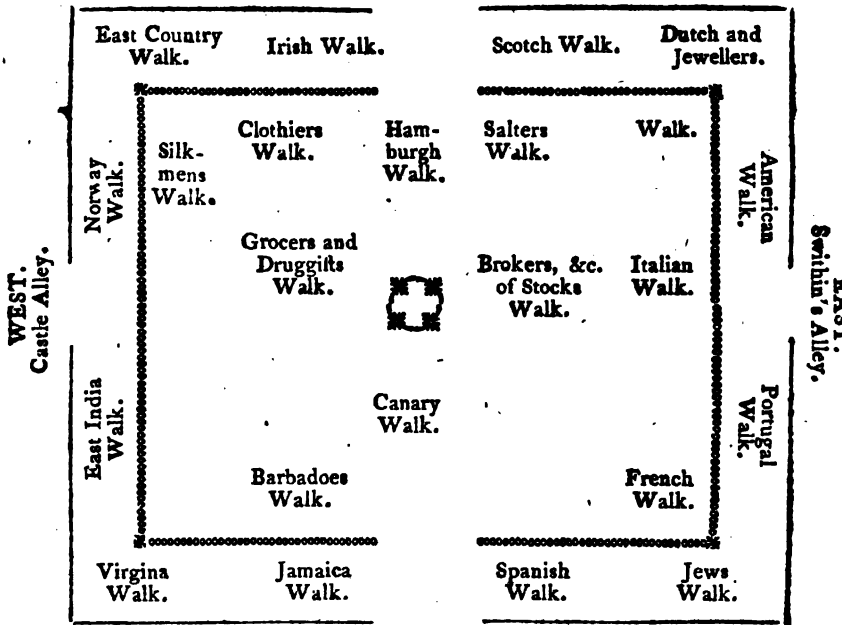 East Country
Walk.
Irish Walk.
Scotch Walk.
Dutch and
Jewellers.
Clothiers
Walk.
Ham-
burgh
Walk.
Salters
Walk.
Walk.
Silk-
mens
Walk.
Norway
Walk.
American
Walk.
Grocers and
Druggiſts
Walk.
Brokers, &c.
of Stocks
Walk.
Italian
Walk.
WEST.
Castle Alley.
EAST.
Swithin's Alley.
East India
Walk.
Canary
Walk.
Portugal
Walk.
Barbadoes
Walk.
French
Walk.
Virgina
Walk.
Jamaica
Walk.
Spanish
Walk.
Jews
Walk.